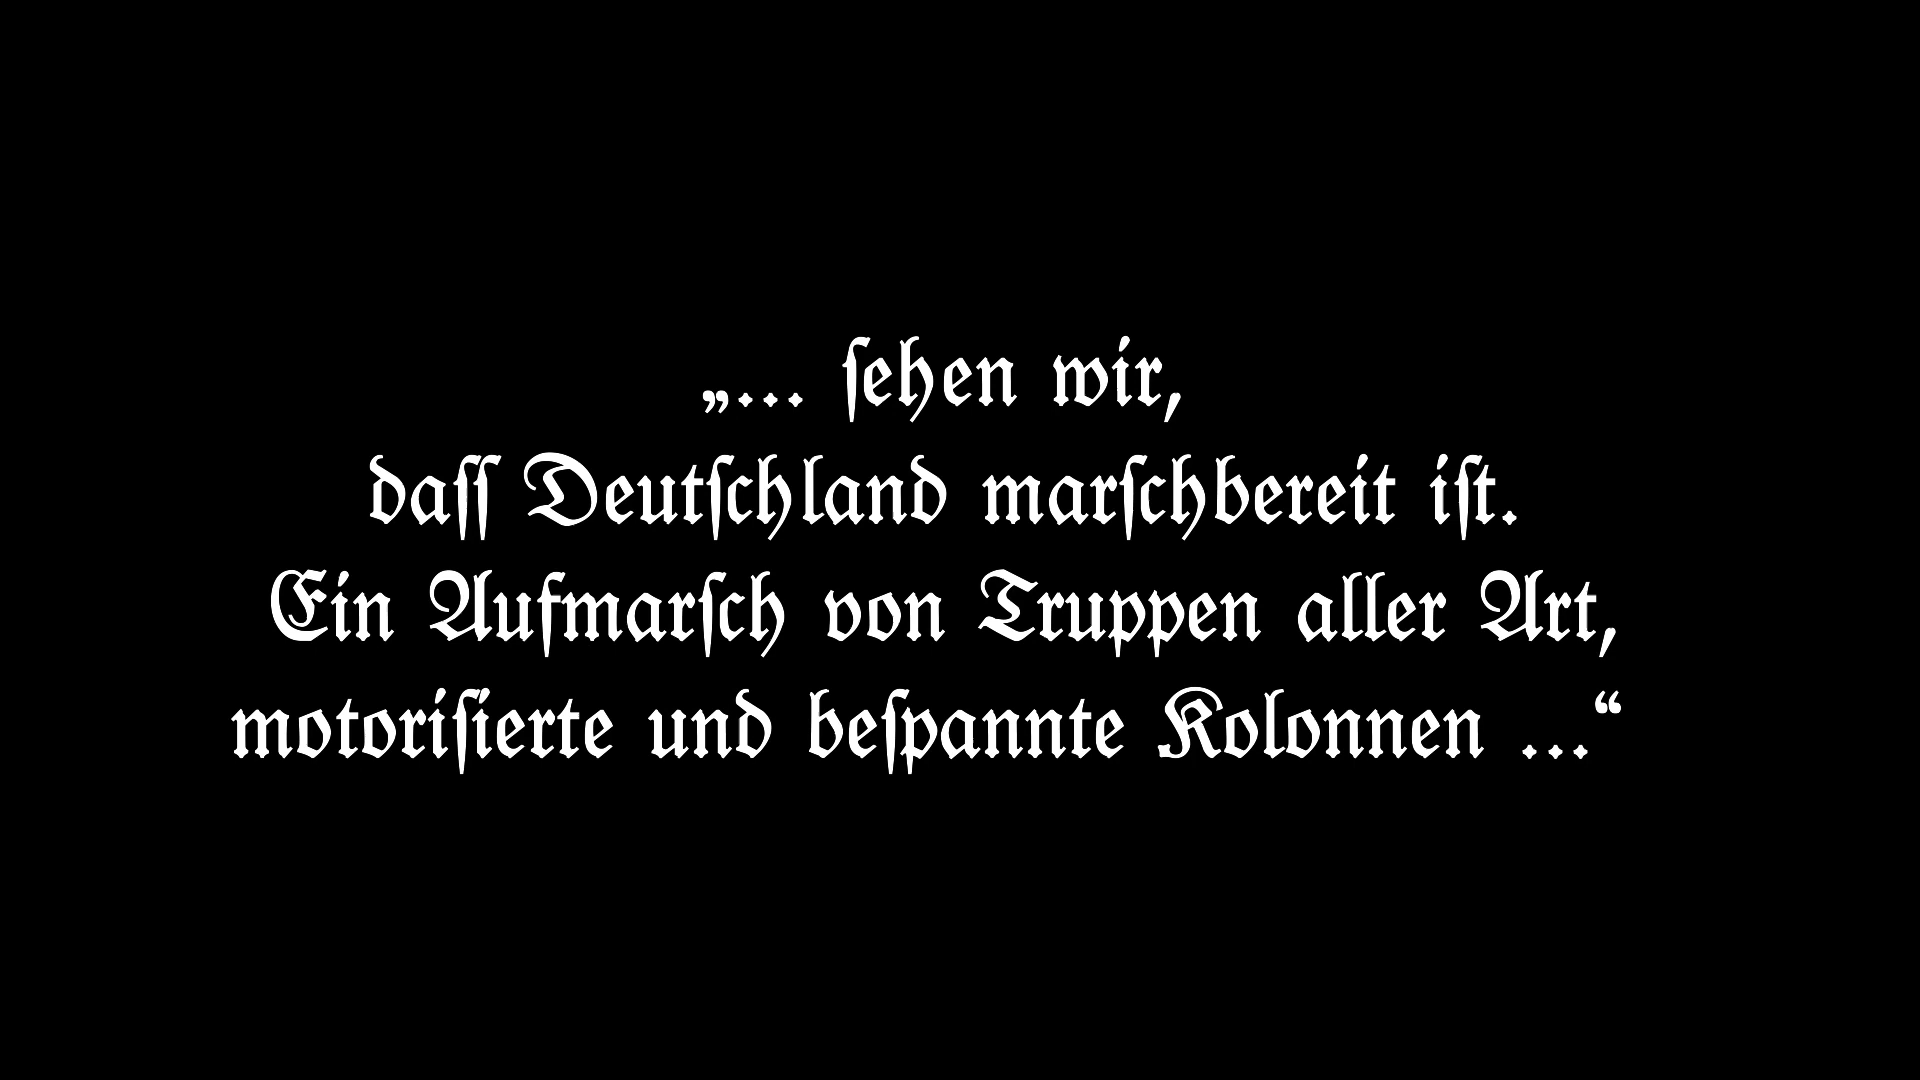 „… ſehen wir,
daſſ Deutſchland marſchbereit iſt.
Ein Aufmarſch von Truppen aller Art,
motoriſierte und beſpannte Kolonnen …“